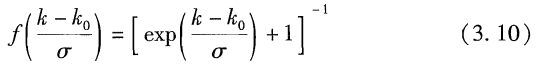 f((k − k₀)/σ) = [exp((k − k₀)/σ) + 1]⁻¹ (3.10)